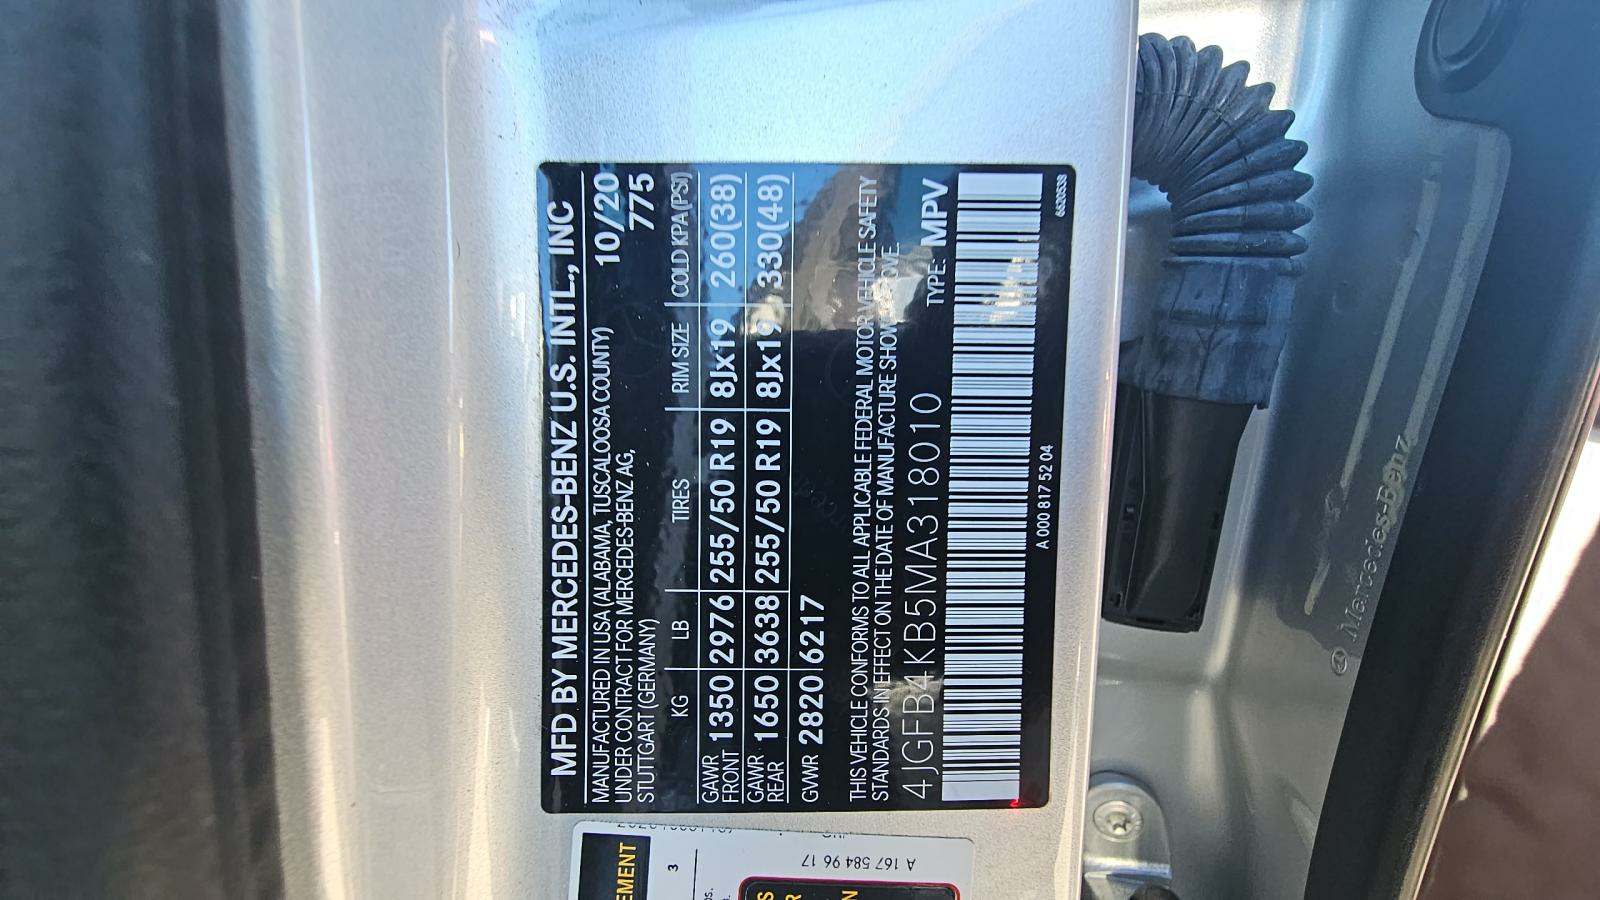 MFD BY MERCEDES-BENZ U.S. INTL., INC
MANUFACTURED IN USA (ALABAMA, TUSCALOOSA COUNTY) 10/20
UNDER CONTRACT FOR MERCEDES-BENZ AG, 775
STUTTGART (GERMANY)
KG LB TIRES RIM SIZE COLD KPA (PSI)
GAWR FRONT 1350 2976 255/50 R19 8Jx19 260(38)
GAWR REAR 1650 3638 255/50 R19 8Jx19 330(48)
GVWR 2820 6217
THIS VEHICLE CONFORMS TO ALL APPLICABLE FEDERAL MOTOR VEHICLE SAFETY
STANDARDS IN EFFECT ON THE DATE OF MANUFACTURE SHOWN ABOVE.
4JGFB4KB5MA318010 TYPE: MPV
A 000 817 52 04 6620538
Mercedes-Benz
EMENT
3
A 167 584 96 17